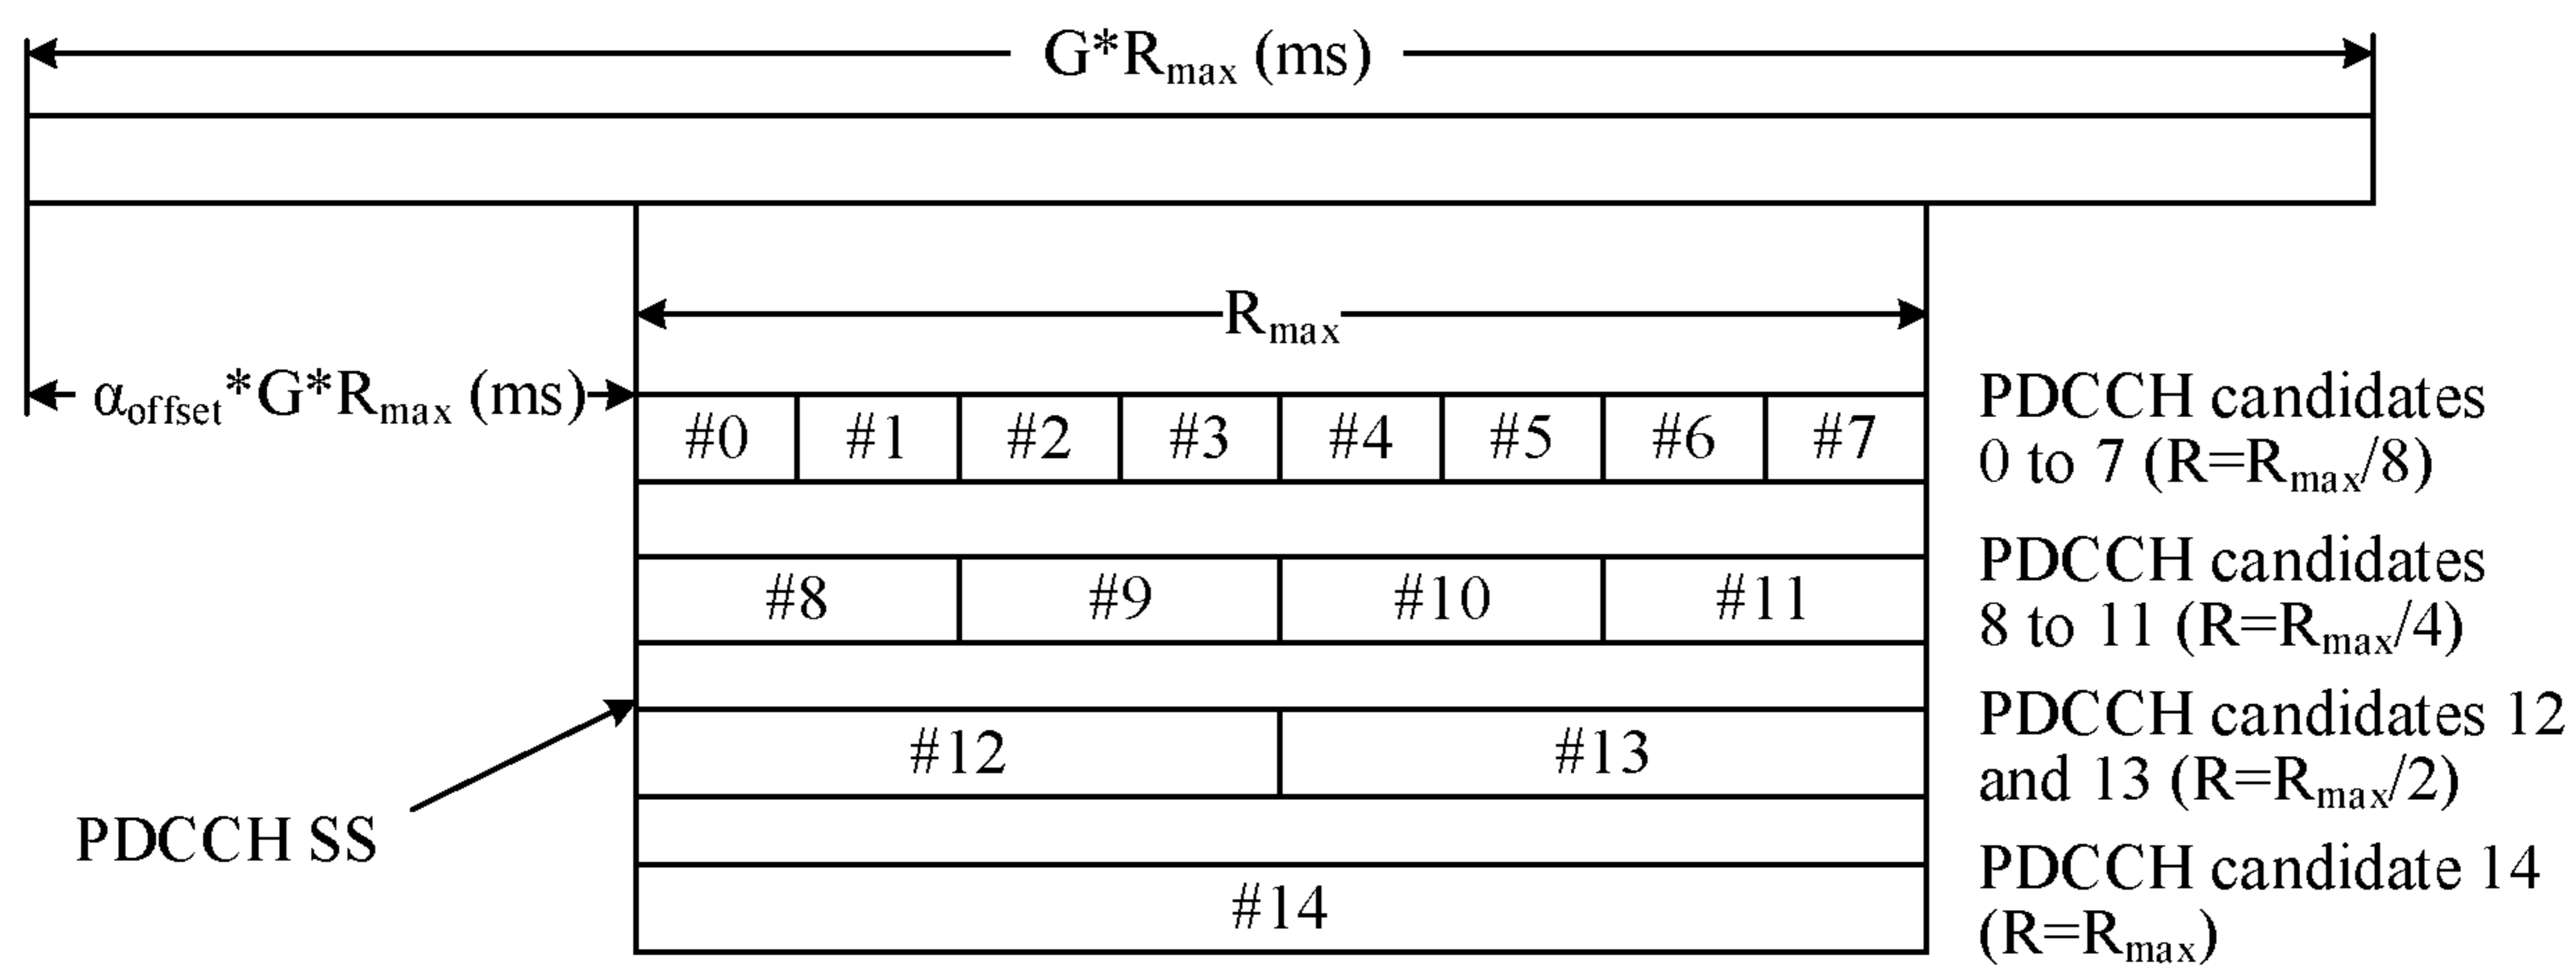 G*Rmax (ms)
Rmax
αoffset*G*Rmax (ms)
#0 #1 #2 #3 #4 #5 #6 #7
PDCCH candidates
0 to 7 (R=Rmax/8)
#8 #9 #10 #11
PDCCH candidates
8 to 11 (R=Rmax/4)
#12 #13
PDCCH candidates 12
and 13 (R=Rmax/2)
PDCCH SS
#14
PDCCH candidate 14
(R=Rmax)